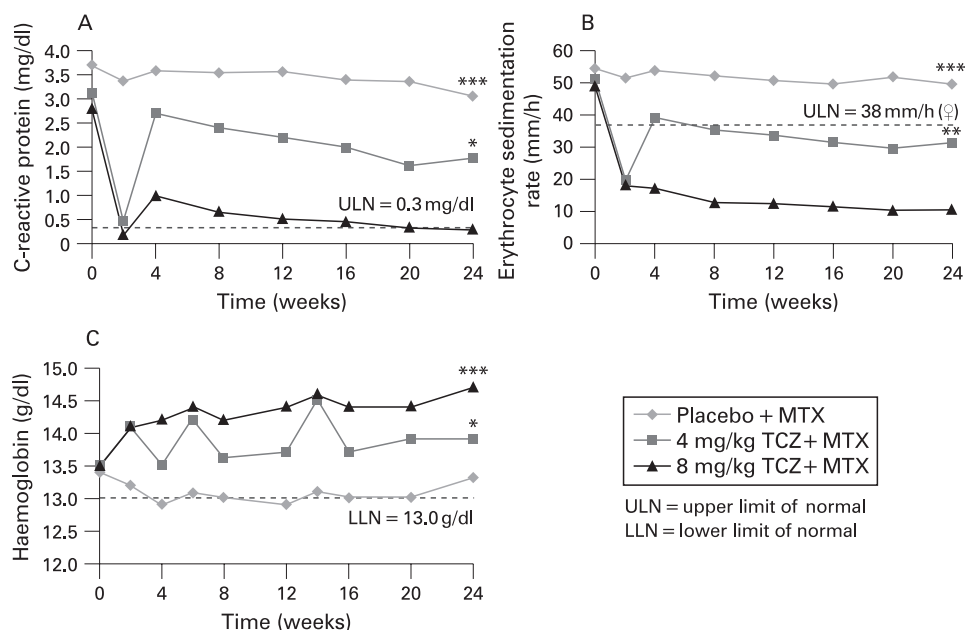 A
C-reactive protein (mg/dl)
4.0
3.5
3.0
2.5
2.0
1.5
1.0
0.5
0
***
*
ULN = 0.3 mg/dl
0 4 8 12 16 20 24
Time (weeks)
B
Erythrocyte sedimentation
rate (mm/h)
60
50
40
30
20
10
0
***
ULN = 38 mm/h (♀)
**
0 4 8 12 16 20 24
Time (weeks)
C
Haemoglobin (g/dl)
15.0
14.5
14.0
13.5
13.0
12.5
12.0
***
*
LLN = 13.0 g/dl
0 4 8 12 16 20 24
Time (weeks)
Placebo + MTX
4 mg/kg TCZ + MTX
8 mg/kg TCZ + MTX
ULN = upper limit of normal
LLN = lower limit of normal